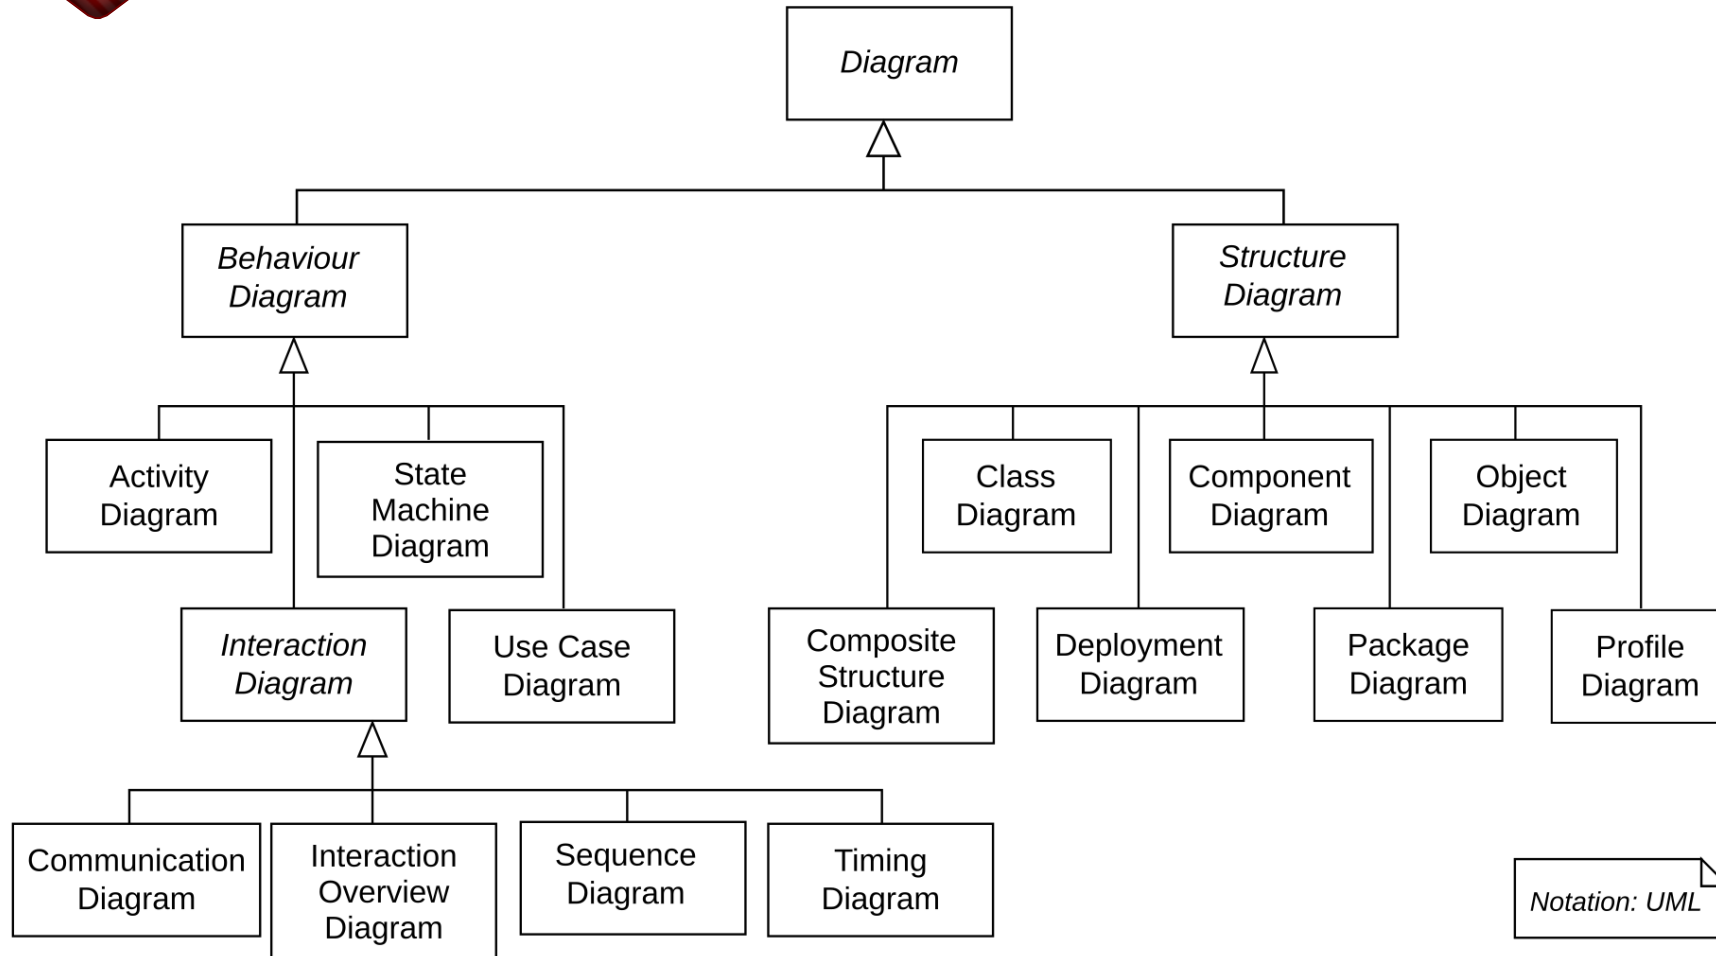 Diagram
Behaviour
Diagram
Structure
Diagram
Activity
Diagram
State
Machine
Diagram
Class
Diagram
Component
Diagram
Object
Diagram
Interaction
Diagram
Use Case
Diagram
Composite
Structure
Diagram
Deployment
Diagram
Package
Diagram
Profile
Diagram
Communication
Diagram
Interaction
Overview
Diagram
Sequence
Diagram
Timing
Diagram
Notation: UML